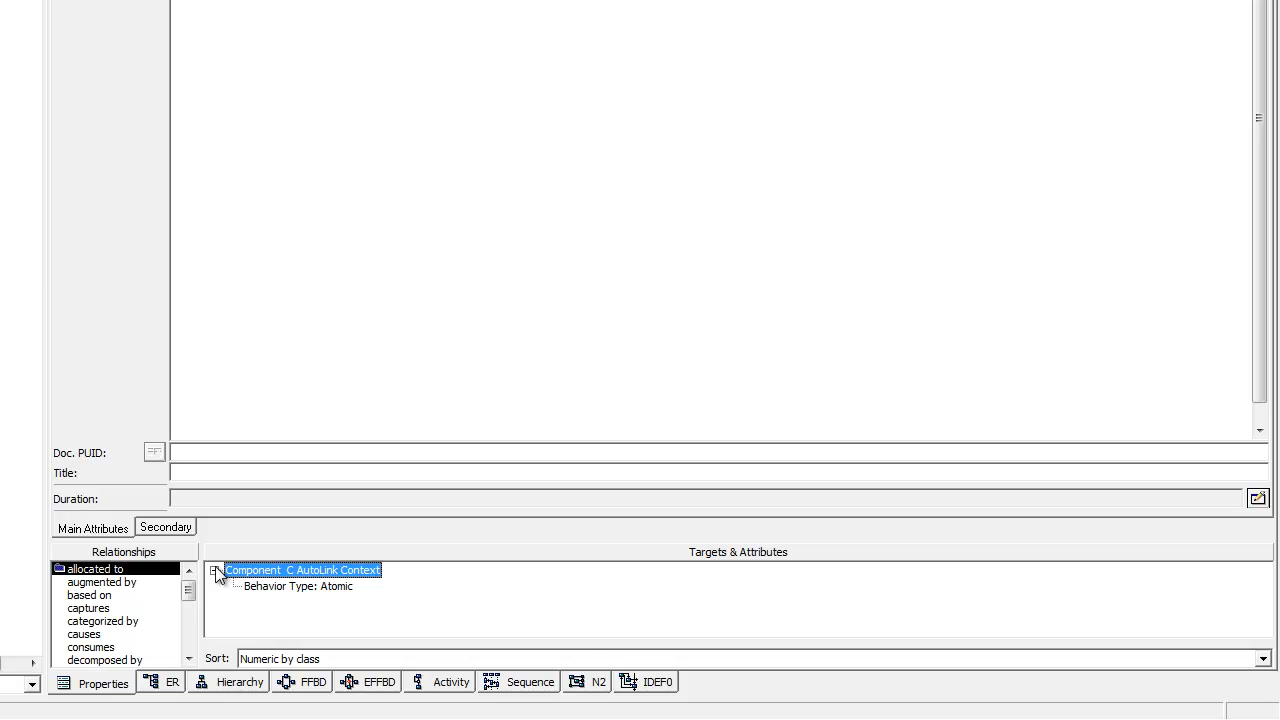 Doc. PUID:
Title:
Duration:
Main Attributes Secondary
Relationships Targets & Attributes
allocated to
augmented by
based on
captures
categorized by
causes
consumes
decomposed by
Component C AutoLink Context
Behavior Type: Atomic
Sort: Numeric by class
Properties ER Hierarchy FFBD EFFBD Activity Sequence N2 IDEF0